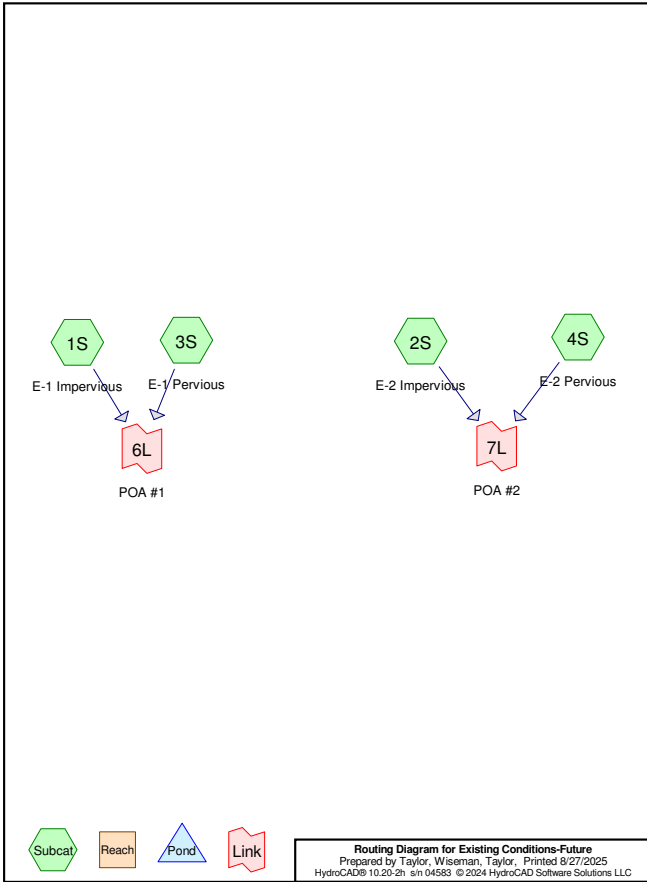 1S
3S
2S
4S
E-1 Impervious
E-1 Pervious
E-2 Impervious
E-2 Pervious
6L
7L
POA #1
POA #2
Subcat
Reach
Pond
Link
Routing Diagram for Existing Conditions-Future
Prepared by Taylor, Wiseman, Taylor, Printed 8/27/2025
HydroCAD® 10.20-2h s/n 04583 © 2024 HydroCAD Software Solutions LLC